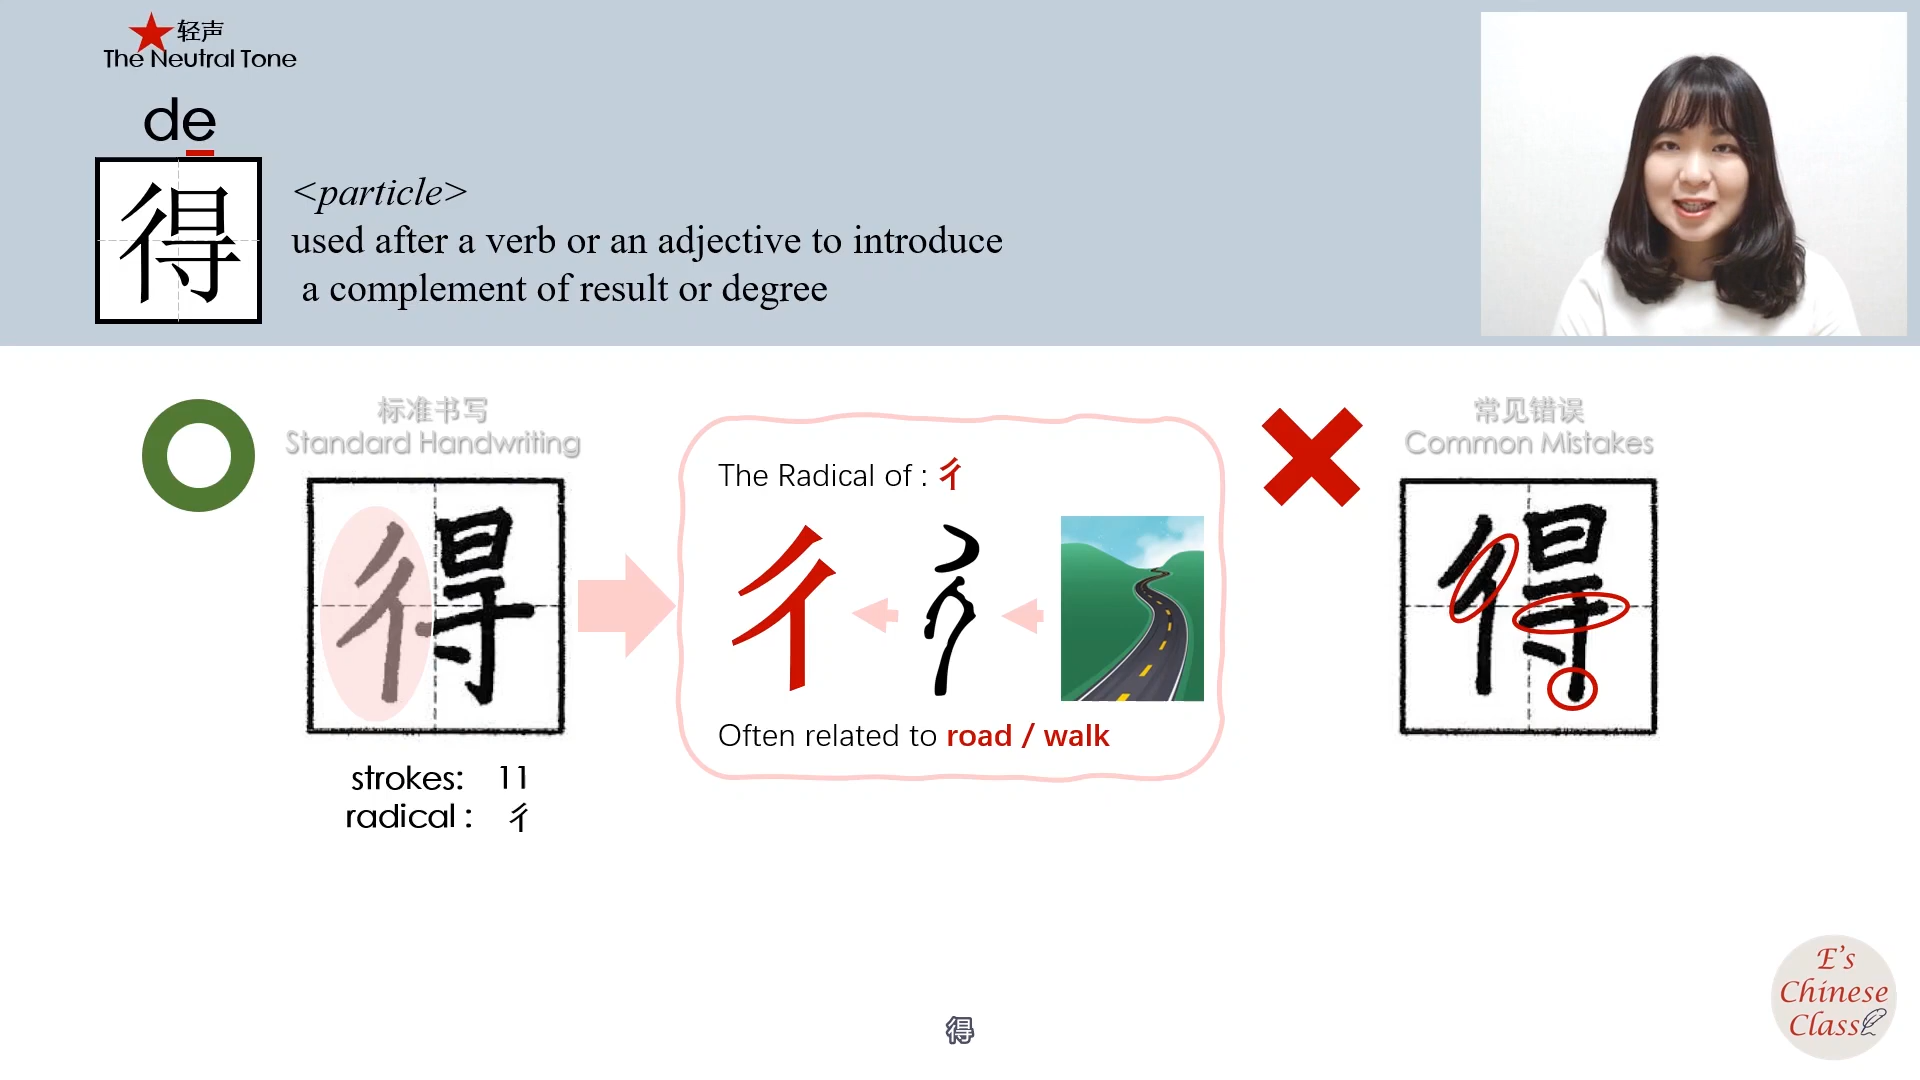 轻声
The Neutral Tone
de
得
<particle>
used after a verb or an adjective to introduce
a complement of result or degree
标准书写
Standard Handwriting
得
strokes: 11
radical : 彳
The Radical of : 彳
彳
Often related to road / walk
常见错误
Common Mistakes
得
得
E's
Chinese
Class